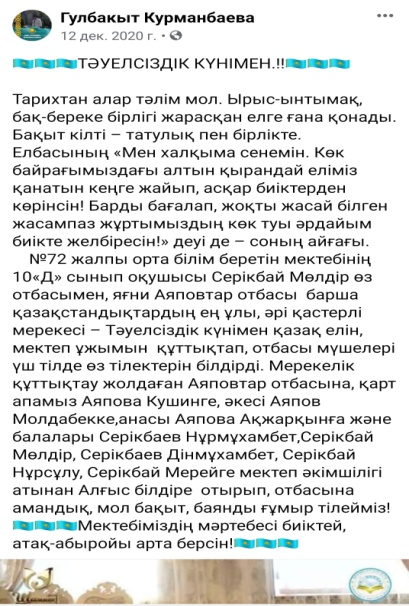 Гулбакыт Курманбаева
12 дек. 2020 г. •
🇰🇿🇰🇿🇰🇿ТӘУЕЛСІЗДІК КҮНІМЕН.!!🇰🇿🇰🇿🇰🇿
Тарихтан алар тәлім мол. Ырыс-ынтымақ,
бақ-береке бірлігі жарасқан елге ғана қонады.
Бақыт кілті – татулық пен бірлікте.
Елбасының «Мен халқыма сенемін. Көк
байрағымыздағы алтын қырандай еліміз
қанатын кеңге жайып, асқар биіктерден
көрінсін! Барды бағалап, жоқты жасай білген
жасампаз жұртымыздың көк туы әрдайым
биікте желбіресін!» деуі де – соның айғағы.
№72 жалпы орта білім беретін мектебінің
10«Д» сынып оқушысы Серікбай Мөлдір өз
отбасымен, яғни Аяповтар отбасы барша
қазақстандықтардың ең ұлы, әрі қастерлі
мерекесі – Тәуелсіздік күнімен қазақ елін,
мектеп ұжымын құттықтап, отбасы мүшелері
үш тілде өз тілектерін білдірді. Мерекелік
құттықтау жолдаған Аяповтар отбасына, қарт
апамыз Аяпова Кушинге, әкесі Аяпов
Молдабекке,анасы Аяпова Ақжарқынға және
балалары Серікбаев Нұрмұхамбет,Серікбай
Мөлдір, Серікбаев Дінмұхамбет, Серікбай
Нұрсұлу, Серікбай Мерейге мектеп әкімшілігі
атынан Алғыс білдіре отырып, отбасына
амандық, мол бақыт, баянды ғұмыр тілейміз!
🇰🇿🇰🇿🇰🇿Мектебіміздің мәртебесі биіктей,
атақ-абыройы арта берсін!🇰🇿🇰🇿🇰🇿